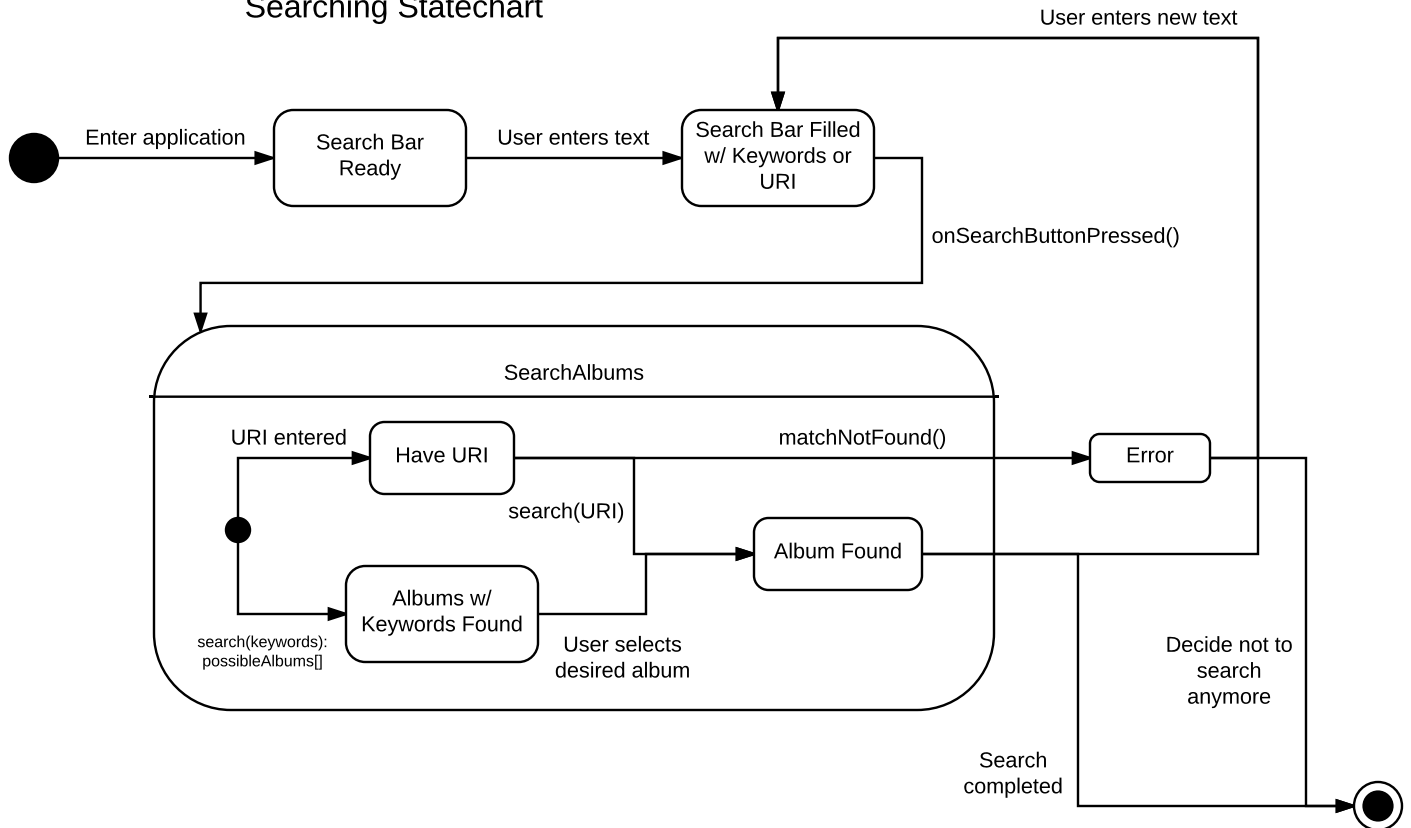 Searching Statechart
User enters new text
Enter application
Search Bar
Ready
User enters text
Search Bar Filled
w/ Keywords or
URI
onSearchButtonPressed()
SearchAlbums
URI entered
Have URI
matchNotFound()
Error
search(URI)
Album Found
Albums w/
Keywords Found
search(keywords):
possibleAlbums[]
User selects
desired album
Decide not to
search
anymore
Search
completed